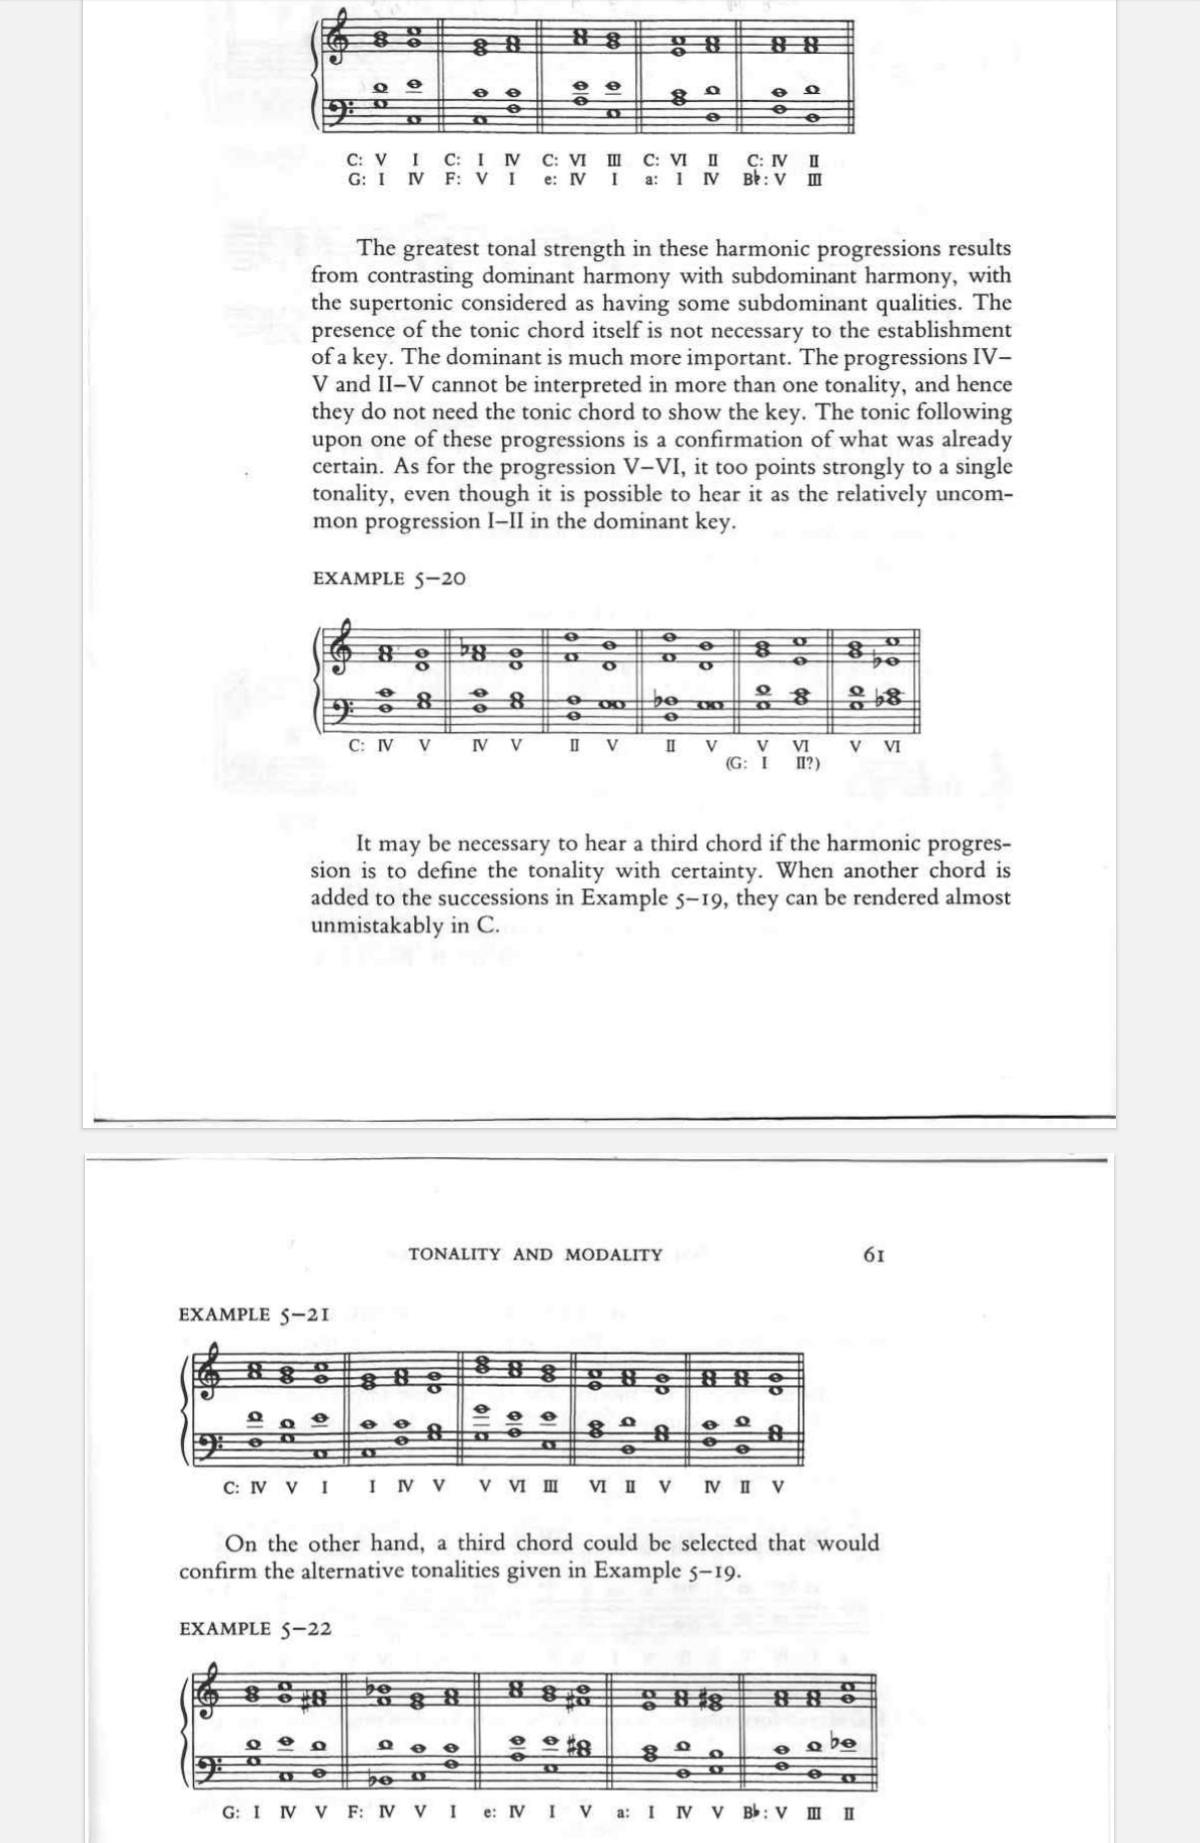 C: V I C: I IV C: VI III C: VI II C: IV II
G: I IV F: V I e: IV I a: I IV B♭: V III
The greatest tonal strength in these harmonic progressions results
from contrasting dominant harmony with subdominant harmony, with
the supertonic considered as having some subdominant qualities. The
presence of the tonic chord itself is not necessary to the establishment
of a key. The dominant is much more important. The progressions IV–
V and II–V cannot be interpreted in more than one tonality, and hence
they do not need the tonic chord to show the key. The tonic following
upon one of these progressions is a confirmation of what was already
certain. As for the progression V–VI, it too points strongly to a single
tonality, even though it is possible to hear it as the relatively uncom-
mon progression I–II in the dominant key.
EXAMPLE 5–20
C: IV V IV V II V II V V VI V VI
(G: I II?)
It may be necessary to hear a third chord if the harmonic progres-
sion is to define the tonality with certainty. When another chord is
added to the successions in Example 5–19, they can be rendered almost
unmistakably in C.
TONALITY AND MODALITY 61
EXAMPLE 5–21
C: IV V I I IV V V VI III VI II V IV II V
On the other hand, a third chord could be selected that would
confirm the alternative tonalities given in Example 5–19.
EXAMPLE 5–22
G: I IV V F: IV V I e: IV I V a: I IV V B♭: V III II